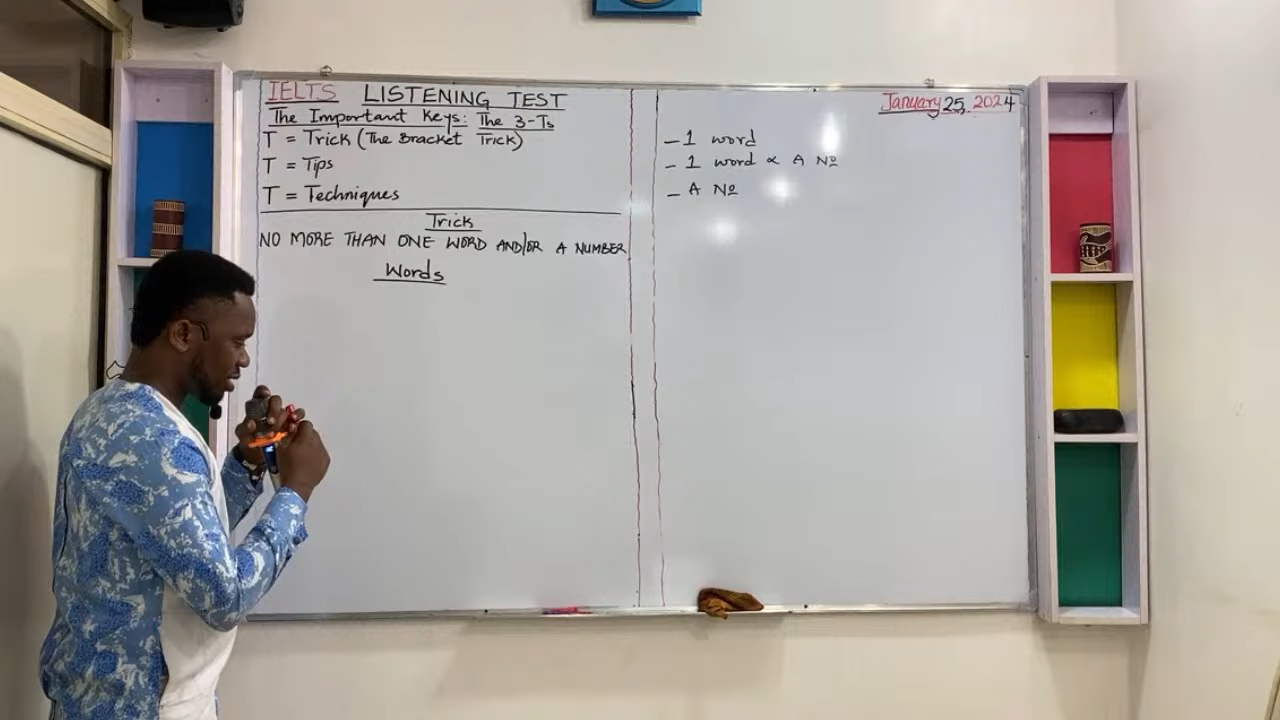 IELTS LISTENING TEST
The Important Keys: The 3-Ts
T = Trick (The Bracket Trick)
T = Tips
T = Techniques
Trick
NO MORE THAN ONE WORD AND/OR A NUMBER
Words
January 25, 2024
- 1 word
- 1 word & A No
- A No